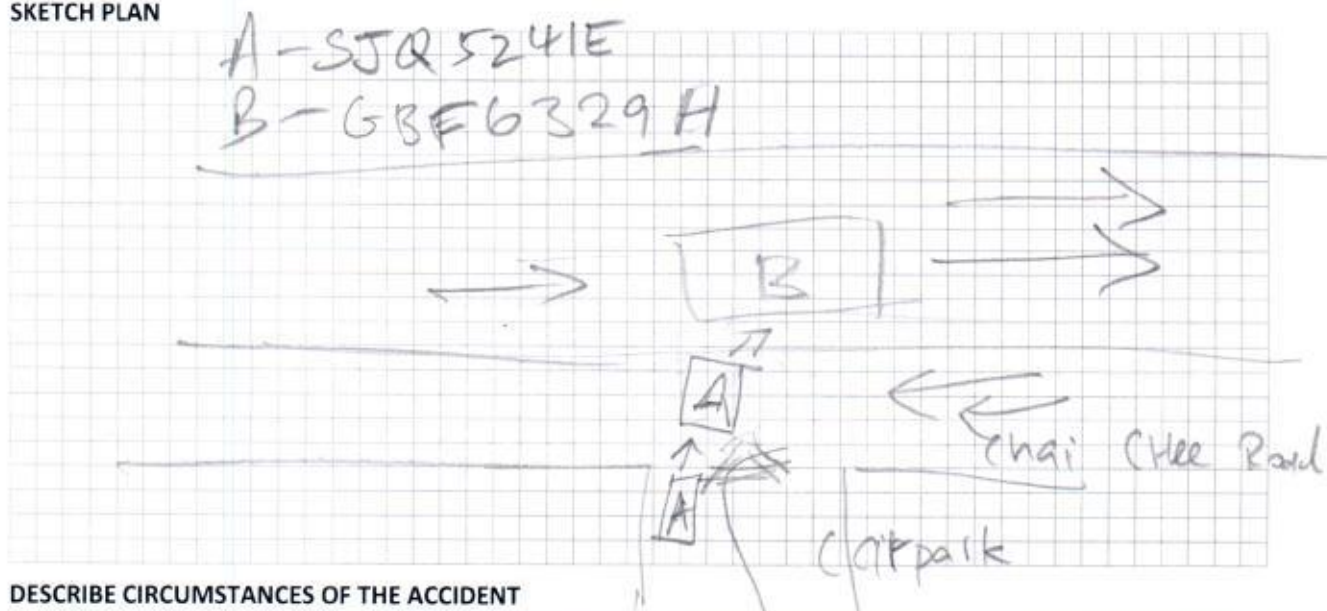 SKETCH PLAN
A-SJQ5241E
B-GBF6329H
B
A
Chai CHee Road
A
Carpark
DESCRIBE CIRCUMSTANCES OF THE ACCIDENT